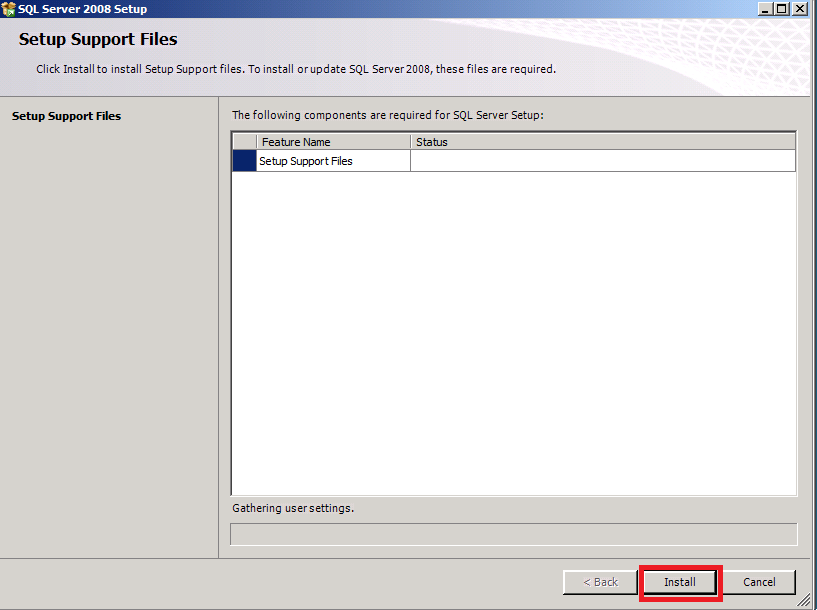 SQL Server 2008 Setup
Setup Support Files
Click Install to install Setup Support files. To install or update SQL Server 2008, these files are required.
Setup Support Files
The following components are required for SQL Server Setup:
Feature Name Status
Setup Support Files
Gathering user settings.
< Back Install Cancel